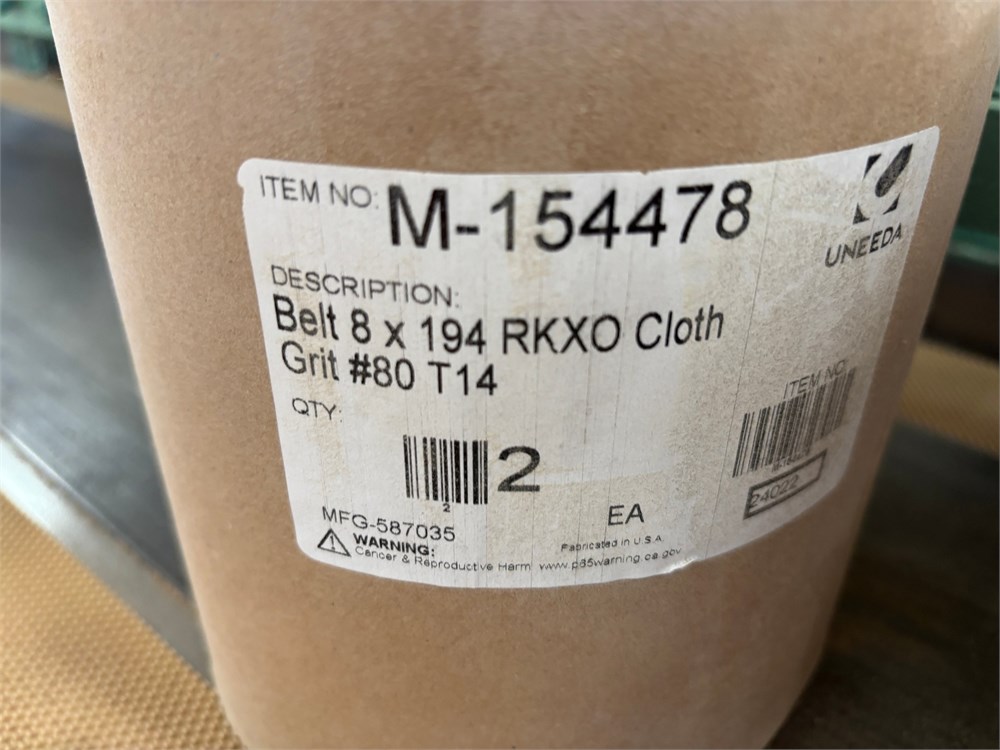 ITEM NO: M-154478
UNEEDA
DESCRIPTION:
Belt 8 x 194 RKXO Cloth
Grit #80 T14
QTY:
2
2
EA
ITEM NO:
24022
MFG-587035
WARNING:
Cancer & Reproductive Harm www.p65warning.ca.gov
Fabricated in U.S.A.